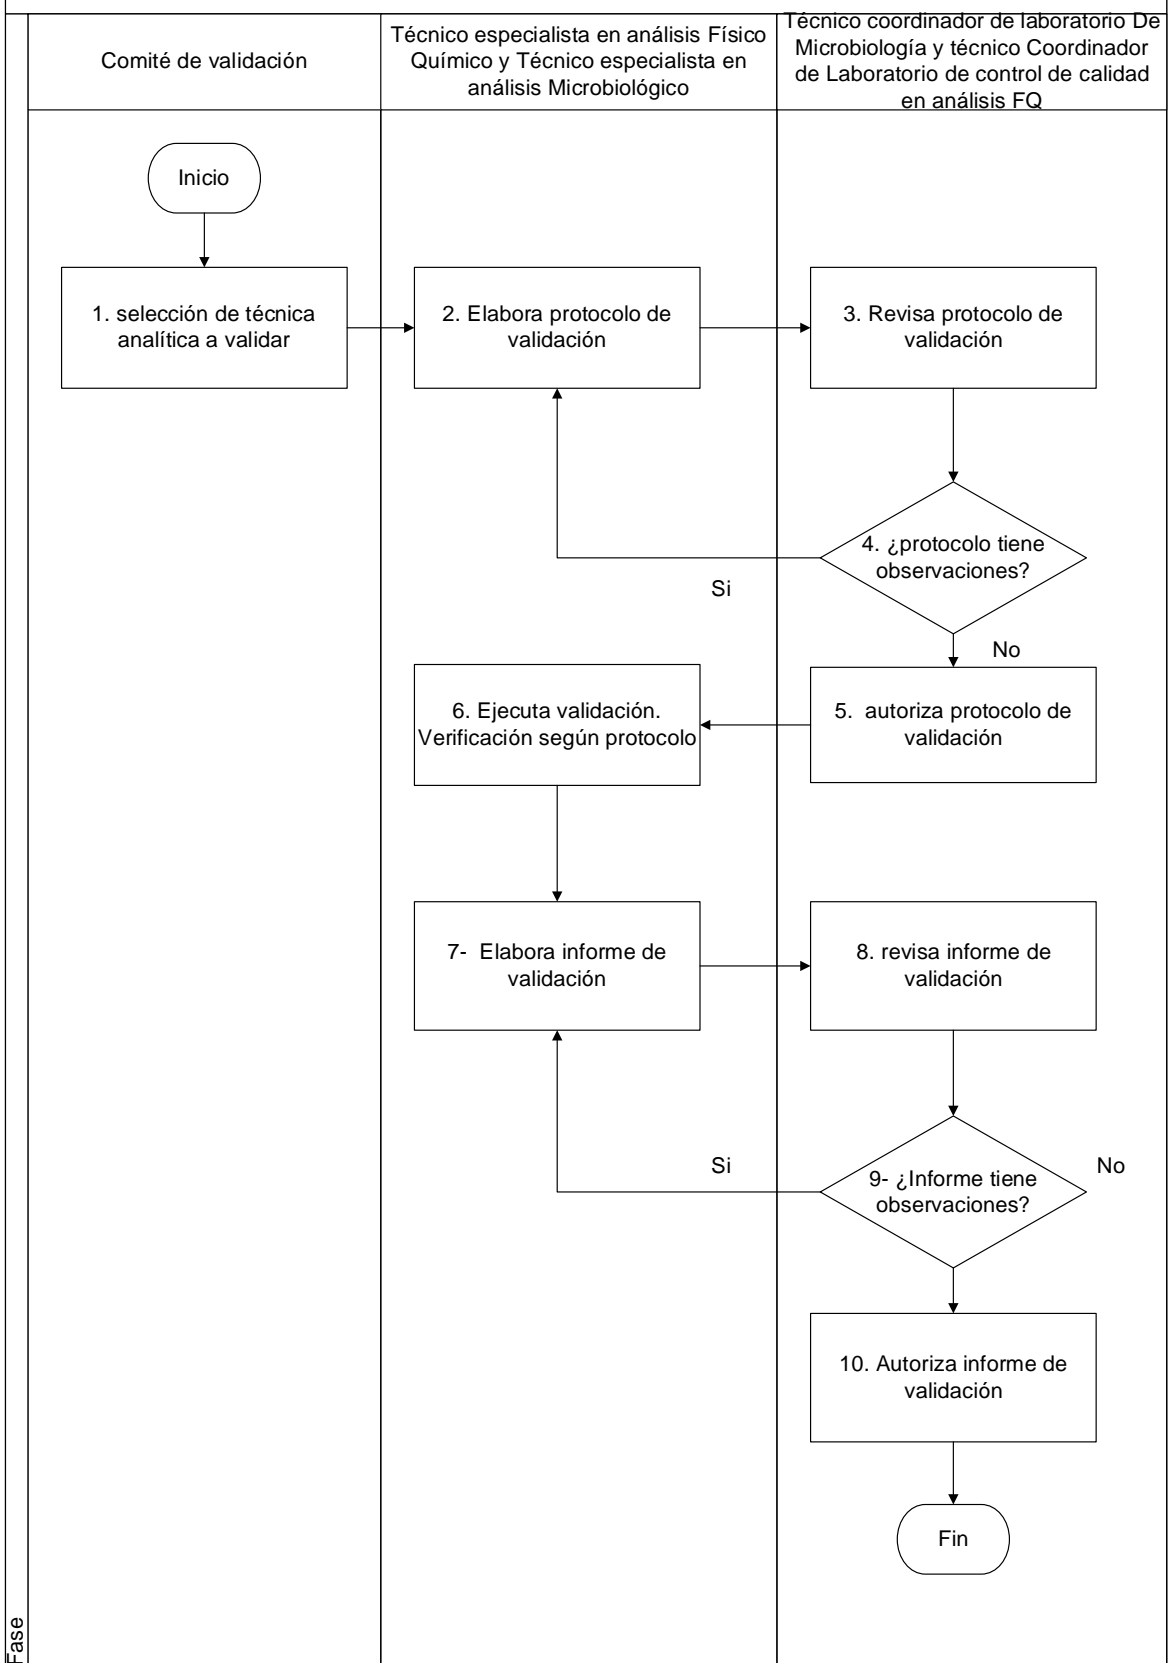 Comité de validación
Técnico especialista en análisis Físico
Químico y Técnico especialista en
análisis Microbiológico
Técnico coordinador de laboratorio De
Microbiología y técnico Coordinador
de Laboratorio de control de calidad
en análisis FQ
Inicio
1. selección de técnica
analítica a validar
2. Elabora protocolo de
validación
3. Revisa protocolo de
validación
4. ¿protocolo tiene
observaciones?
Si
No
5.  autoriza protocolo de
validación
6. Ejecuta validación.
Verificación según protocolo
7-  Elabora informe de
validación
8. revisa informe de
validación
9- ¿Informe tiene
observaciones?
Si
No
10. Autoriza informe de
validación
Fin
Fase